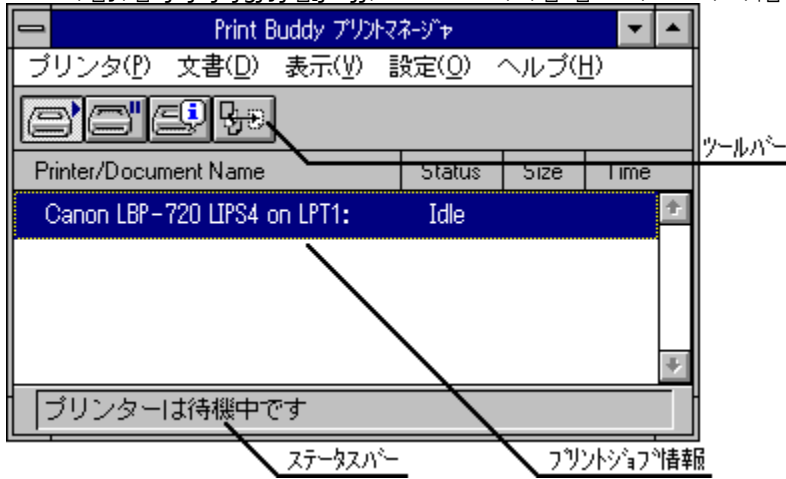 Print Buddy ﾌﾟﾘﾝﾄﾏﾈｰｼﾞｬ
プリンタ(P) 文書(D) 表示(V) 設定(O) ヘルプ(H)
ﾂｰﾙﾊﾞｰ
Printer/Document Name Status Size Time
Canon LBP-720 LIPS4 on LPT1: Idle
プリンターは待機中です
ｽﾃｰﾀｽﾊﾞｰ ﾌﾟﾘﾝﾄｼﾞｮﾌﾞ情報